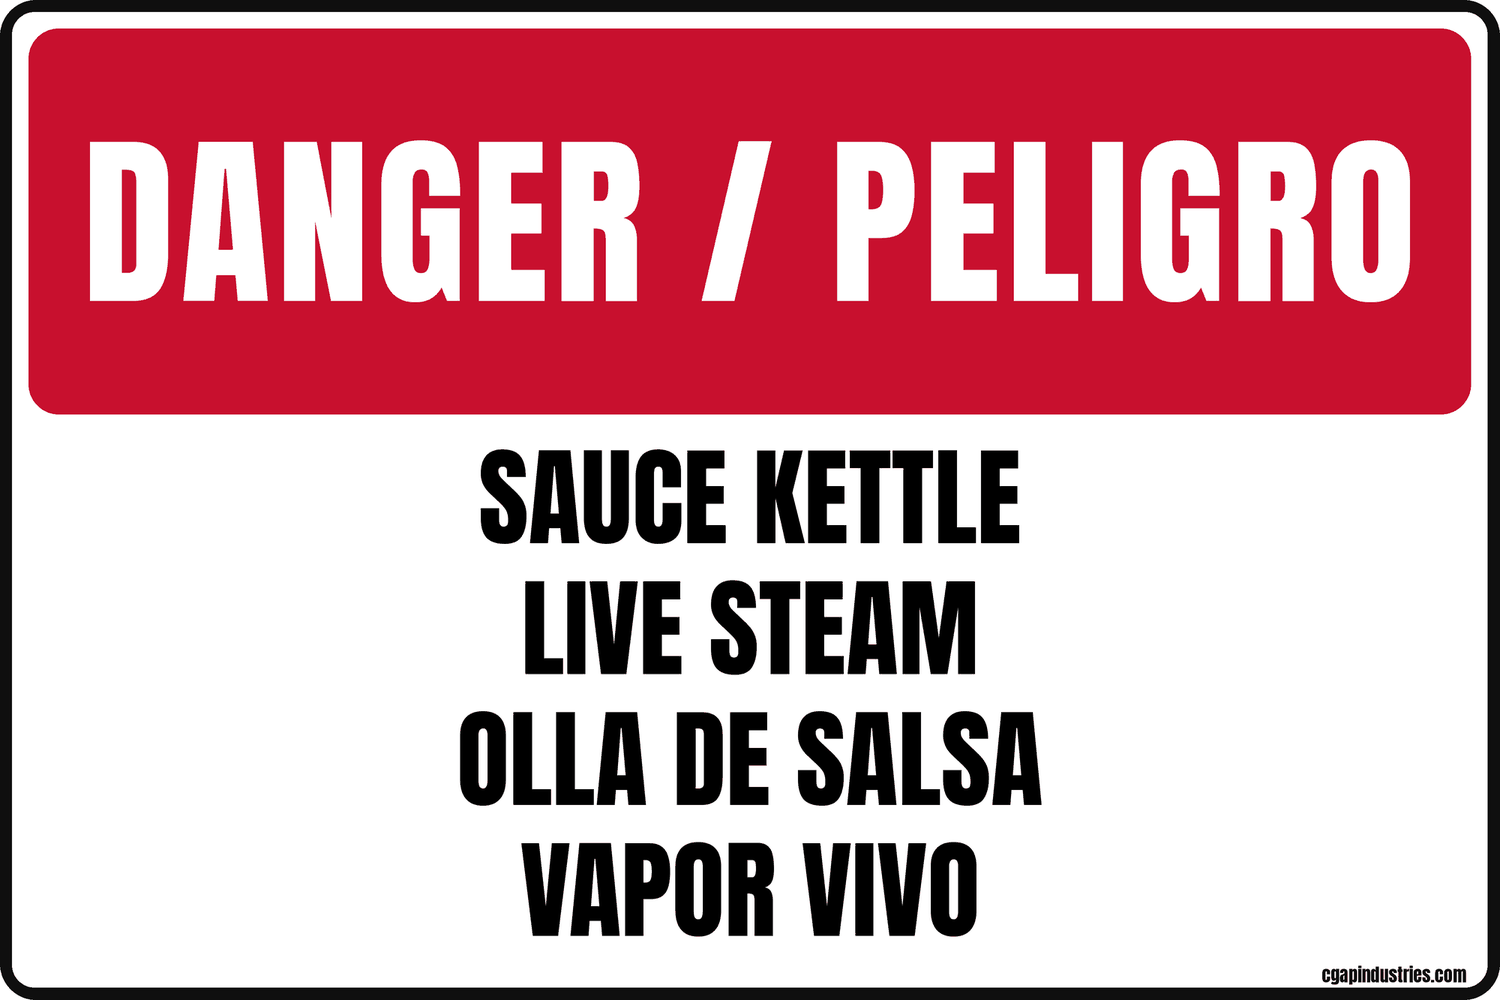 DANGER / PELIGRO
SAUCE KETTLE
LIVE STEAM
OLLA DE SALSA
VAPOR VIVO
cgapindustries.com